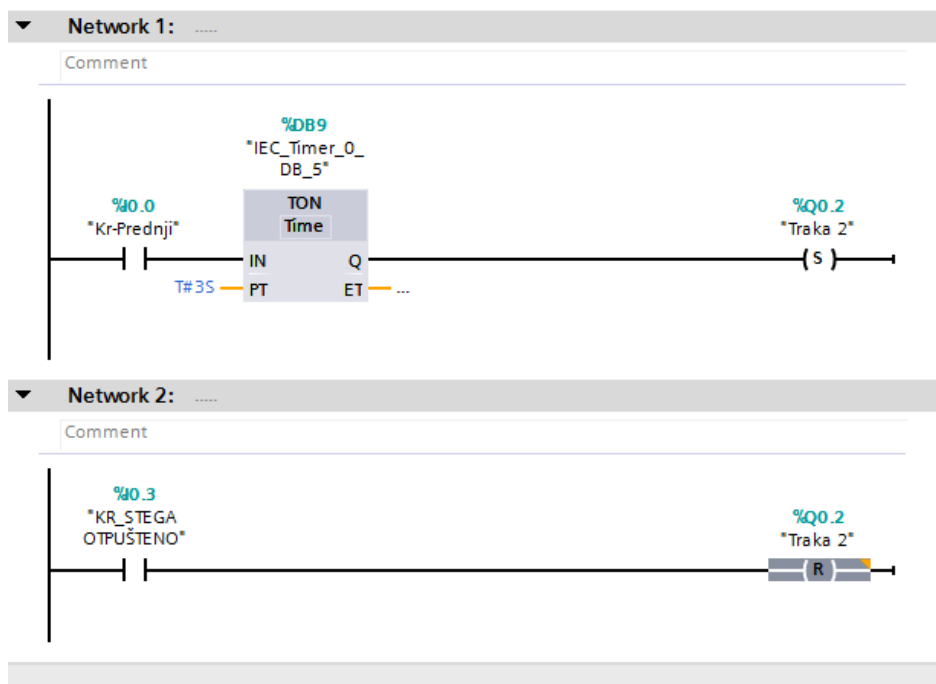 Network 1: .....
Comment
%DB9
"IEC_Timer_0_
DB_5"
%I0.0
"Kr-Prednji"
TON
Time
%Q0.2
"Traka 2"
IN Q
S
T#3S PT ET ...
Network 2: .....
Comment
%I0.3
"KR_STEGA
OTPUŠTENO"
%Q0.2
"Traka 2"
R